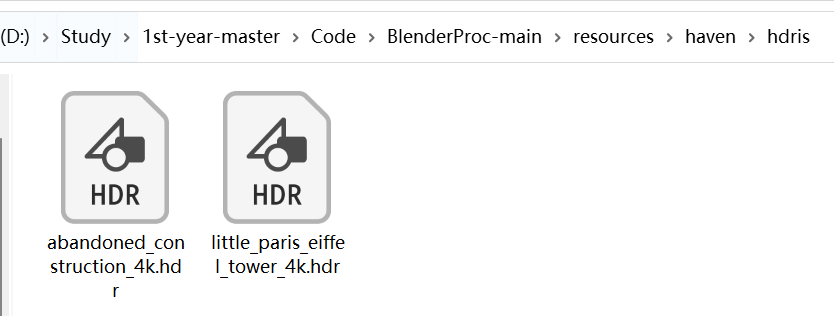 (D:) > Study > 1st-year-master > Code > BlenderProc-main > resources > haven > hdris
HDR
HDR
abandoned_con
struction_4k.hd
r
little_paris_eiffe
l_tower_4k.hdr